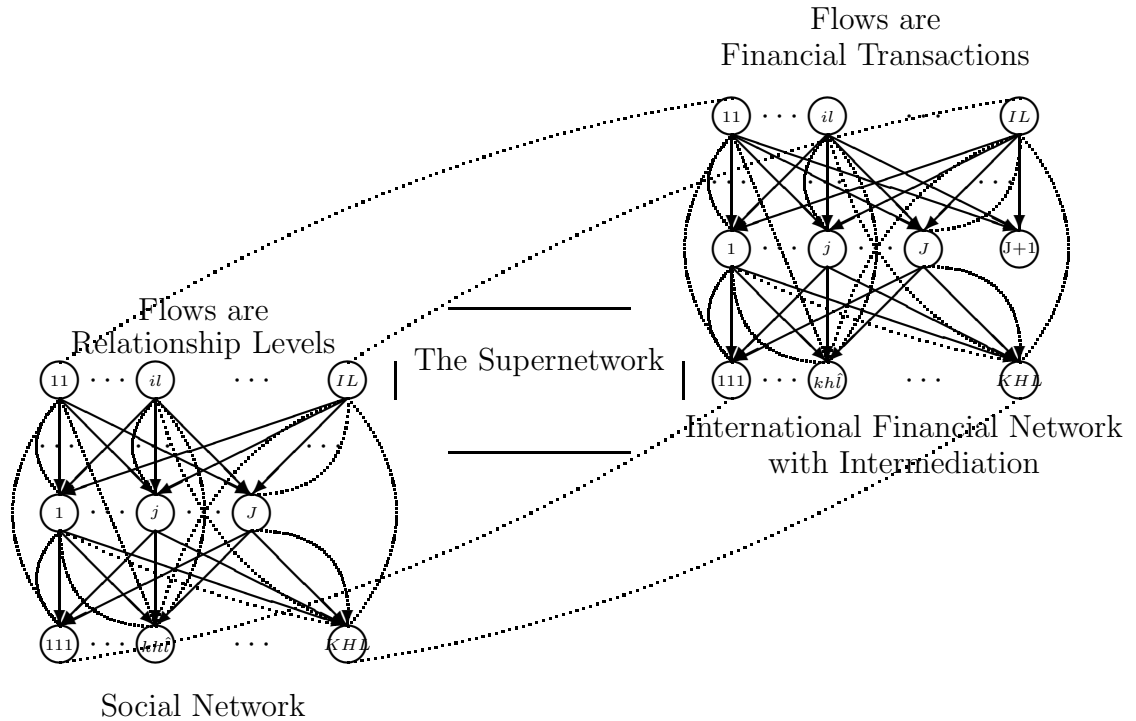 Flows are
Financial Transactions
11 · · · il · · · IL
· · · · · ·
1 · · · j · · · J J+1
111 · · · khl̂ · · · KHL
International Financial Network
with Intermediation
The Supernetwork
Flows are
Relationship Levels
11 · · · il · · · IL
· · · · · ·
1 · · · j · · · J
111 · · · khl̂ · · · KHL
Social Network